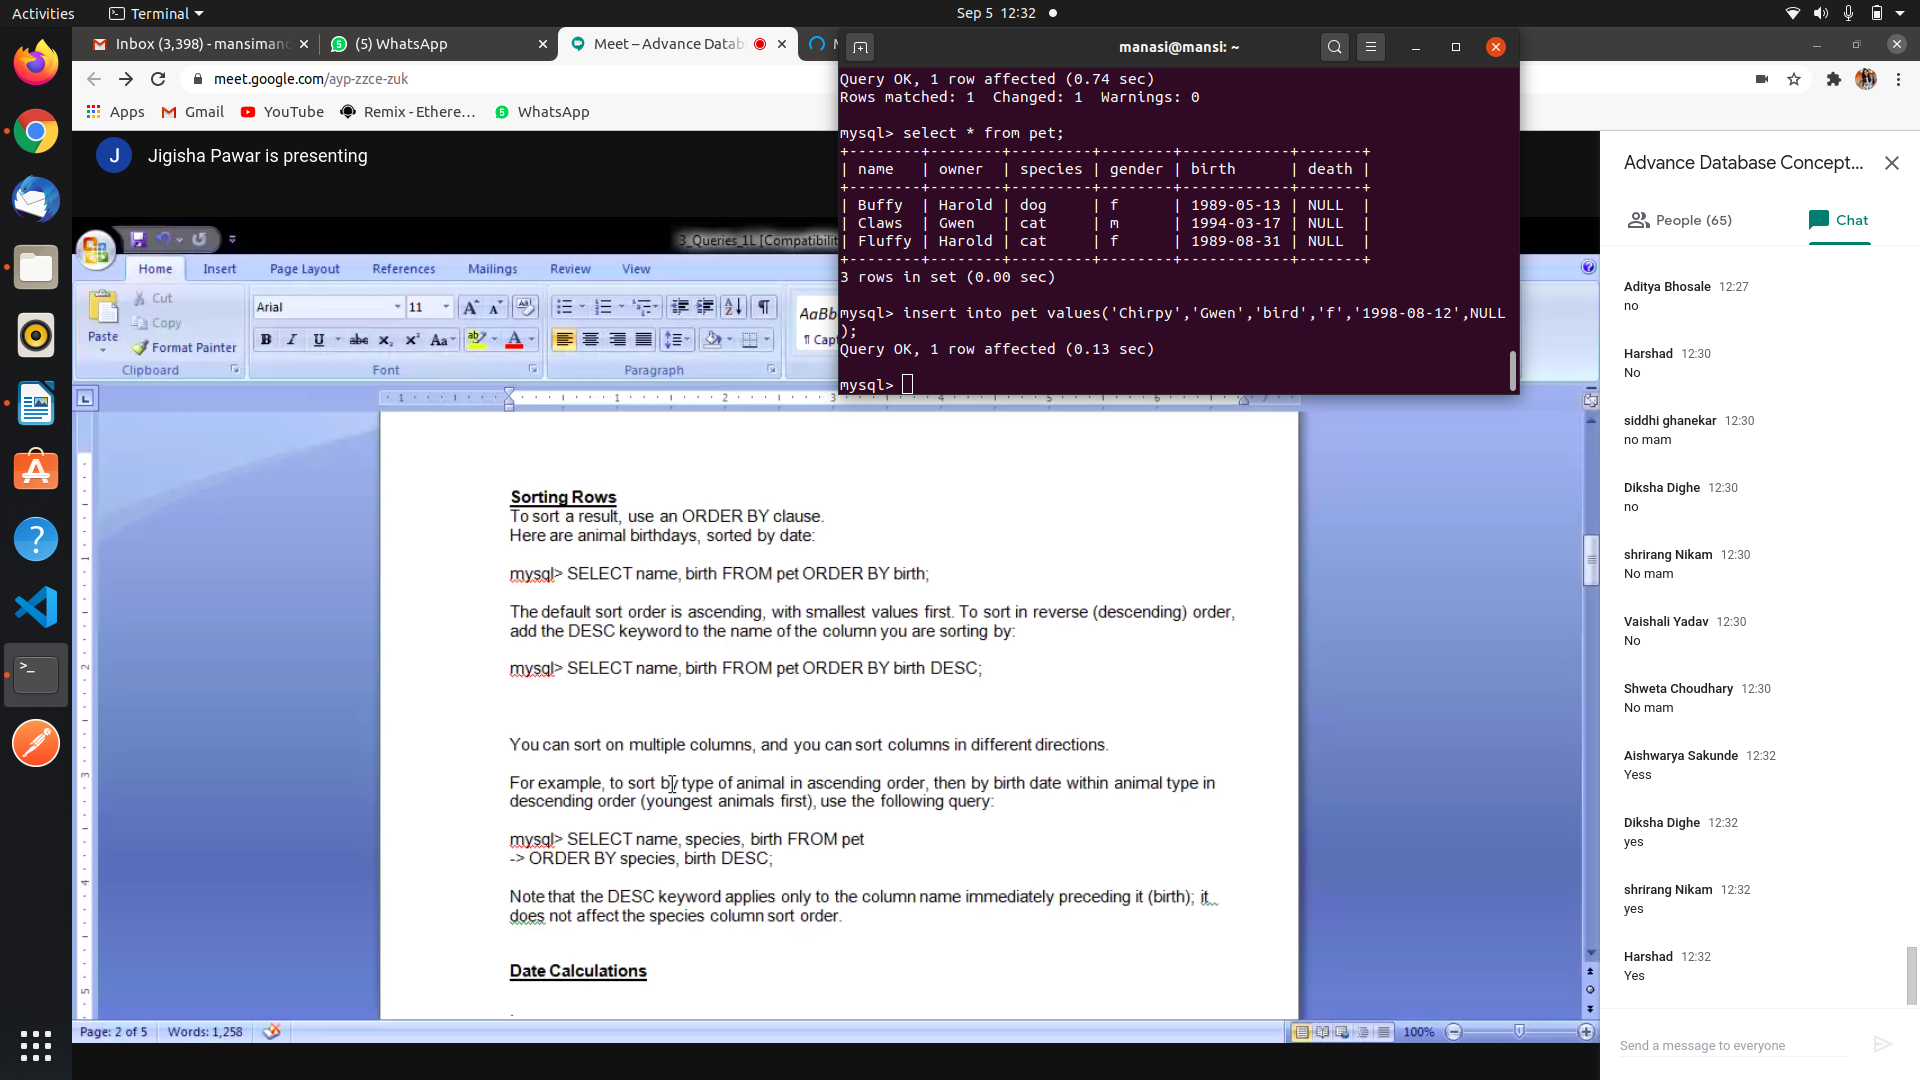 Activities
Terminal
Sep 5 12:32
Inbox (3,398) - mansimanc
(5) WhatsApp
Meet – Advance Datab
manasi@mansi: ~
meet.google.com/ayp-zzce-zuk
Apps
Gmail
YouTube
Remix - Ethere...
WhatsApp
J
Jigisha Pawar is presenting
Query OK, 1 row affected (0.74 sec)
Rows matched: 1  Changed: 1  Warnings: 0
mysql> select * from pet;
+--------+--------+---------+--------+------------+-------+
| name   | owner  | species | gender | birth      | death |
+--------+--------+---------+--------+------------+-------+
| Buffy  | Harold | dog     | f      | 1989-05-13 | NULL  |
| Claws  | Gwen   | cat     | m      | 1994-03-17 | NULL  |
| Fluffy | Harold | cat     | f      | 1989-08-31 | NULL  |
+--------+--------+---------+--------+------------+-------+
3 rows in set (0.00 sec)
mysql> insert into pet values('Chirpy','Gwen','bird','f','1998-08-12',NULL
);
Query OK, 1 row affected (0.13 sec)
mysql>
3_Queries_1L [Compatibilit
Home
Insert
Page Layout
References
Mailings
Review
View
Paste
Cut
Copy
Format Painter
Clipboard
Arial
11
Font
Paragraph
AaBb
¶ Capt
Sorting Rows
To sort a result, use an ORDER BY clause.
Here are animal birthdays, sorted by date:
mysql> SELECT name, birth FROM pet ORDER BY birth;
The default sort order is ascending, with smallest values first. To sort in reverse (descending) order,
add the DESC keyword to the name of the column you are sorting by:
mysql> SELECT name, birth FROM pet ORDER BY birth DESC;
You can sort on multiple columns, and you can sort columns in different directions.
For example, to sort by type of animal in ascending order, then by birth date within animal type in
descending order (youngest animals first), use the following query:
mysql> SELECT name, species, birth FROM pet
-> ORDER BY species, birth DESC;
Note that the DESC keyword applies only to the column name immediately preceding it (birth); it
does not affect the species column sort order.
Date Calculations
Page: 2 of 5
Words: 1,258
100%
Advance Database Concept...
People (65)
Chat
Aditya Bhosale 12:27
no
Harshad 12:30
No
siddhi ghanekar 12:30
no mam
Diksha Dighe 12:30
no
shrirang Nikam 12:30
No mam
Vaishali Yadav 12:30
No
Shweta Choudhary 12:30
No mam
Aishwarya Sakunde 12:32
Yess
Diksha Dighe 12:32
yes
shrirang Nikam 12:32
yes
Harshad 12:32
Yes
Send a message to everyone